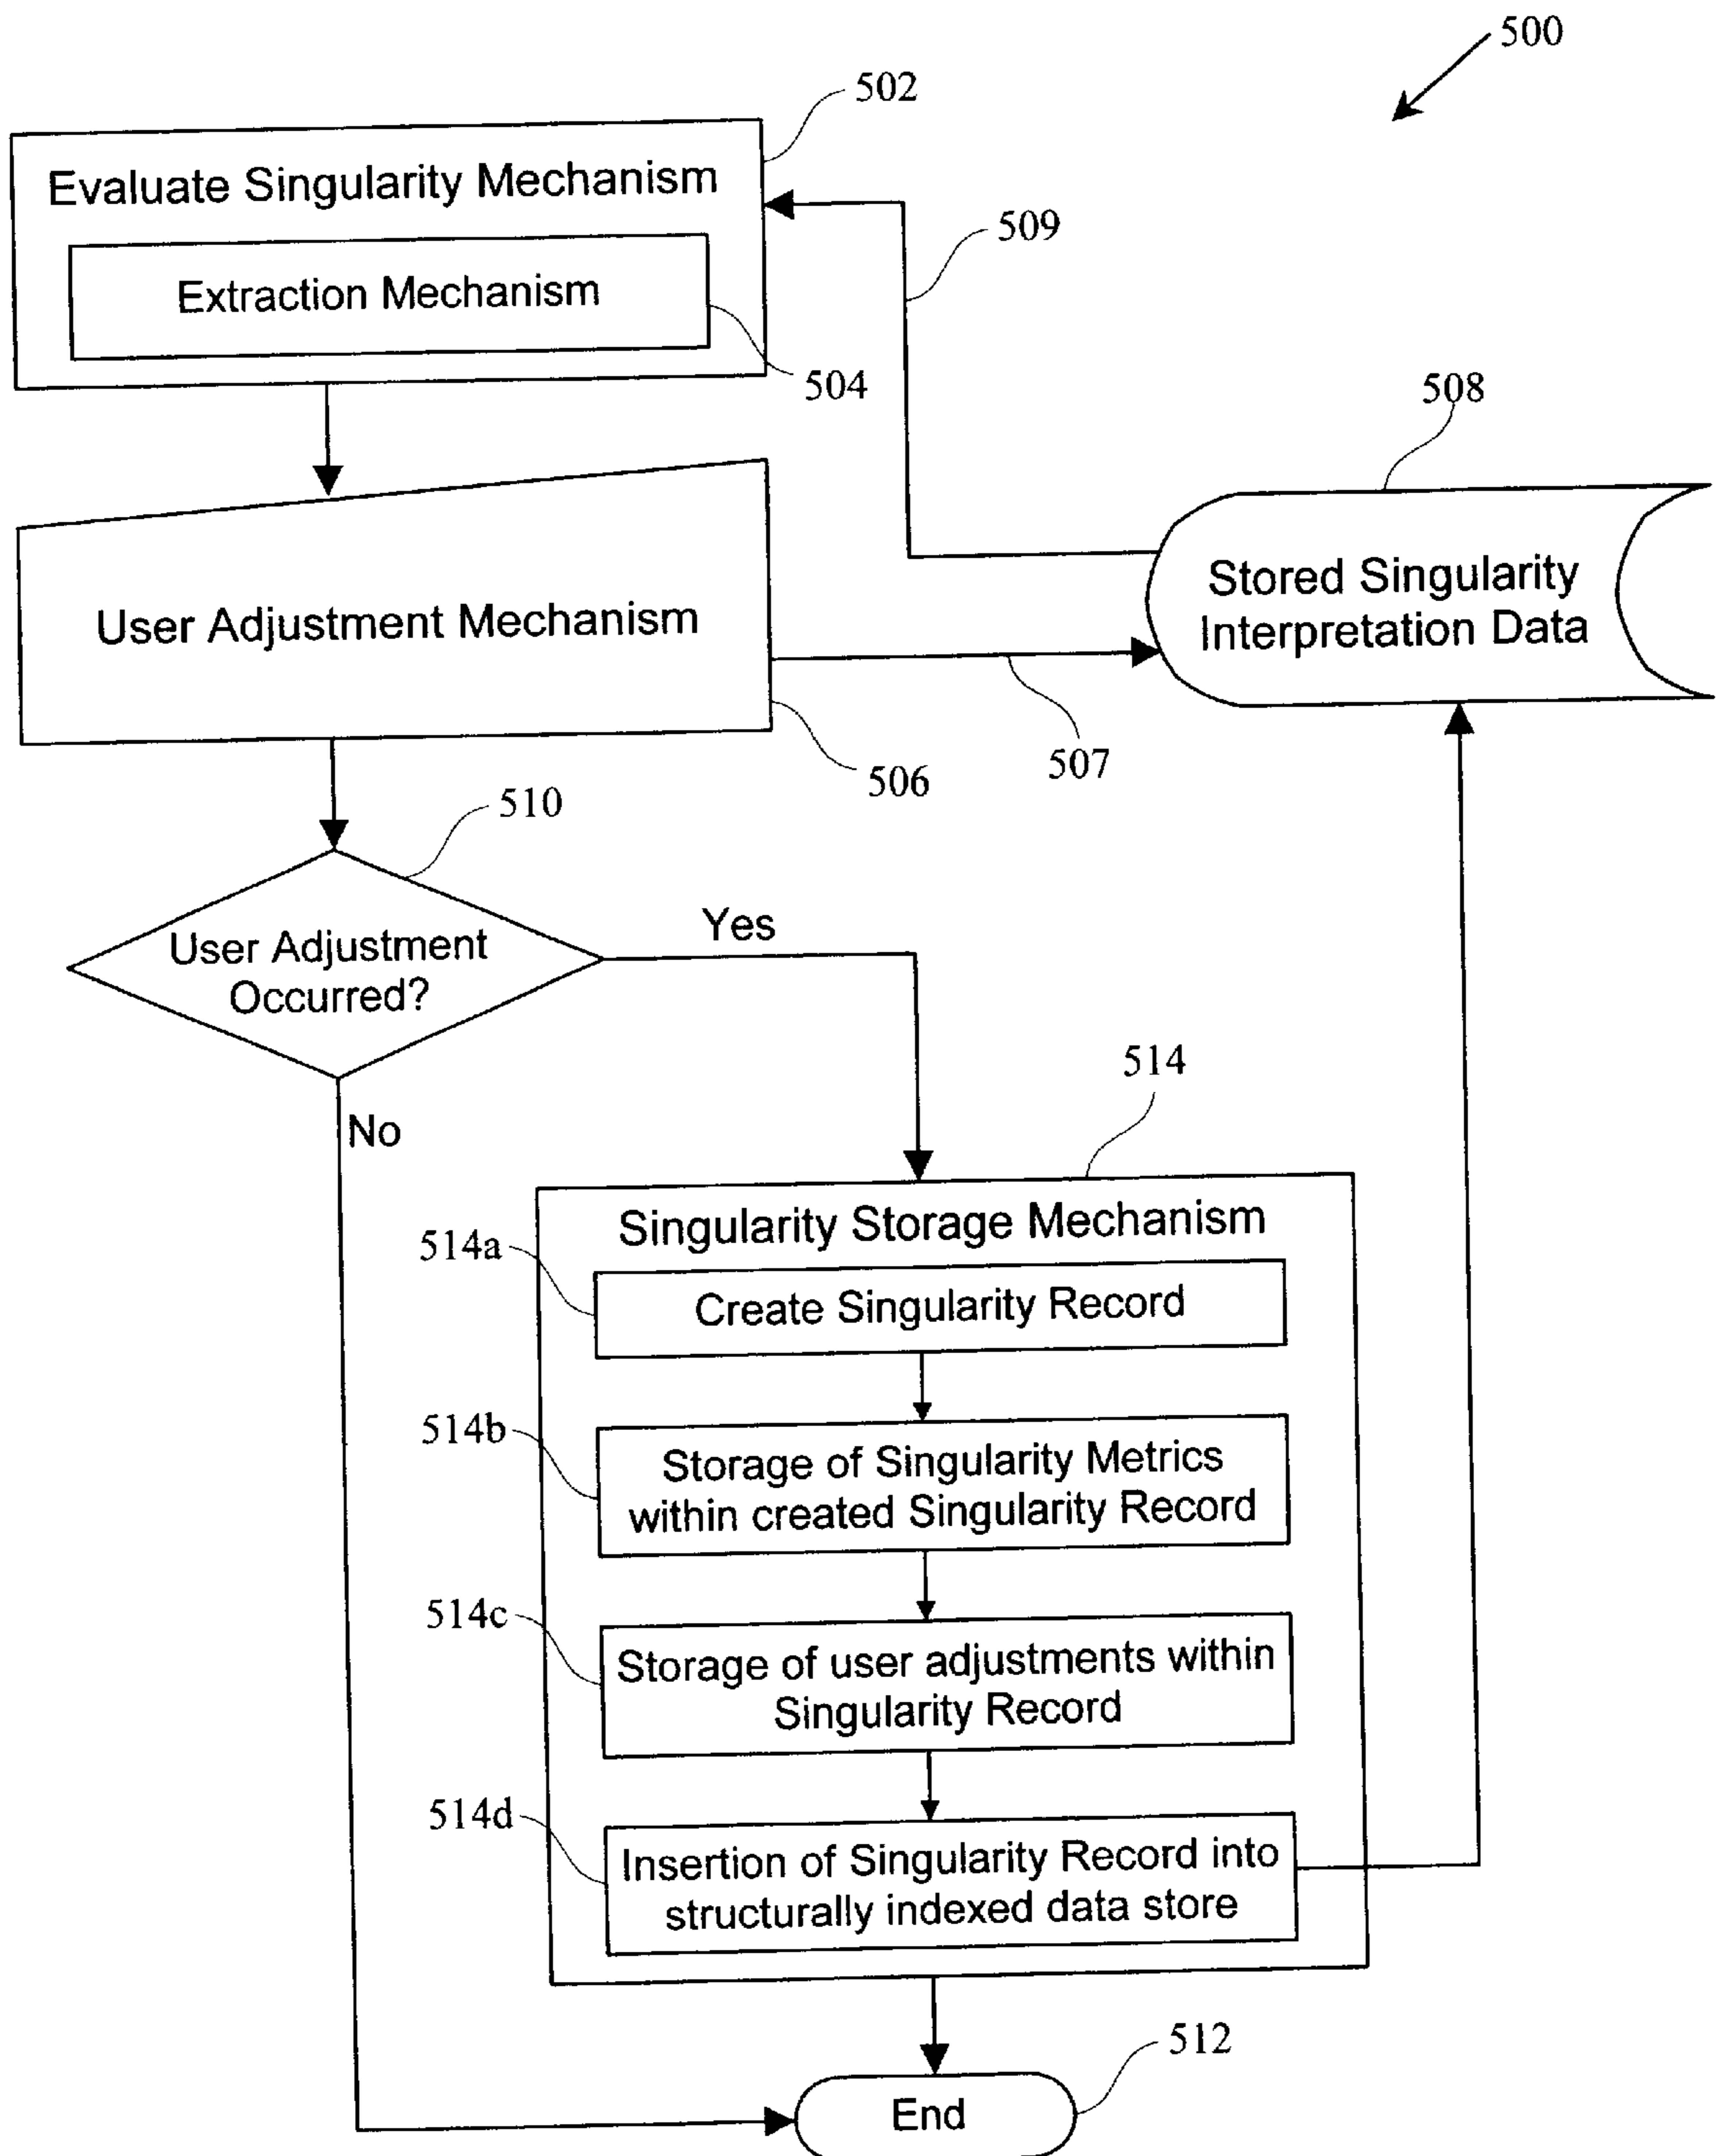 500
502
Evaluate Singularity Mechanism
509
Extraction Mechanism
504
508
Stored Singularity
Interpretation Data
User Adjustment Mechanism
507
506
510
User Adjustment
Occurred?
Yes
No
514
Singularity Storage Mechanism
514a
Create Singularity Record
514b
Storage of Singularity Metrics
within created Singularity Record
514c
Storage of user adjustments within
Singularity Record
514d
Insertion of Singularity Record into
structurally indexed data store
512
End